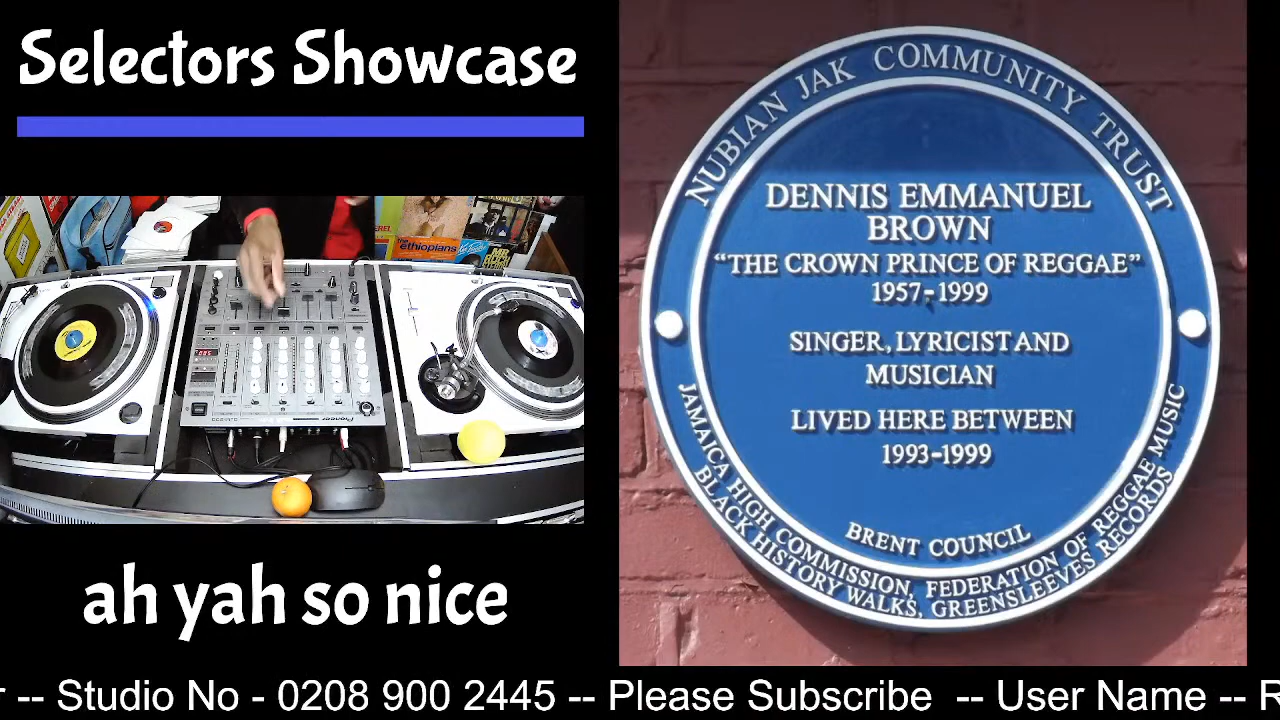 Selectors Showcase
the
ethiopians
Pioneer
ah yah so nice
NUBIAN JAK COMMUNITY TRUST
DENNIS EMMANUEL
BROWN
“THE CROWN PRINCE OF REGGAE”
1957-1999
SINGER, LYRICIST AND
MUSICIAN
LIVED HERE BETWEEN
1993-1999
BRENT COUNCIL
JAMAICA HIGH COMMISSION, FEDERATION OF REGGAE MUSIC
BLACK HISTORY WALKS, GREENSLEEVES RECORDS
r -- Studio No - 0208 900 2445 -- Please Subscribe -- User Name -- R